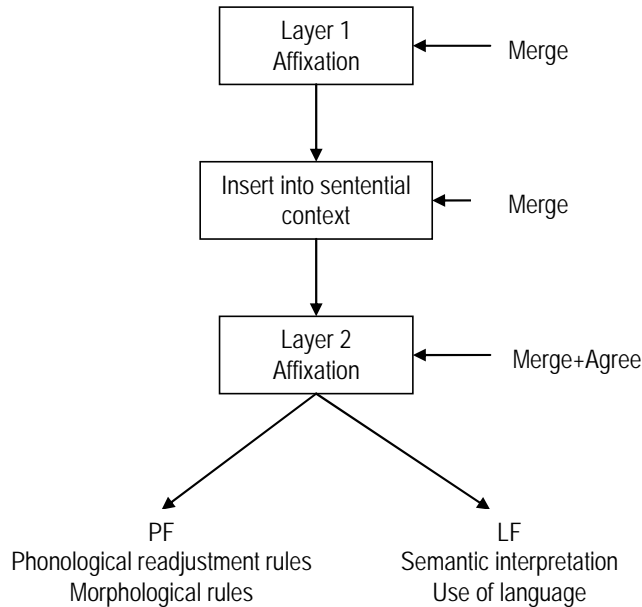 Layer 1
Affixation
Merge
Insert into sentential
context
Merge
Layer 2
Affixation
Merge+Agree
PF
Phonological readjustment rules
Morphological rules
LF
Semantic interpretation
Use of language